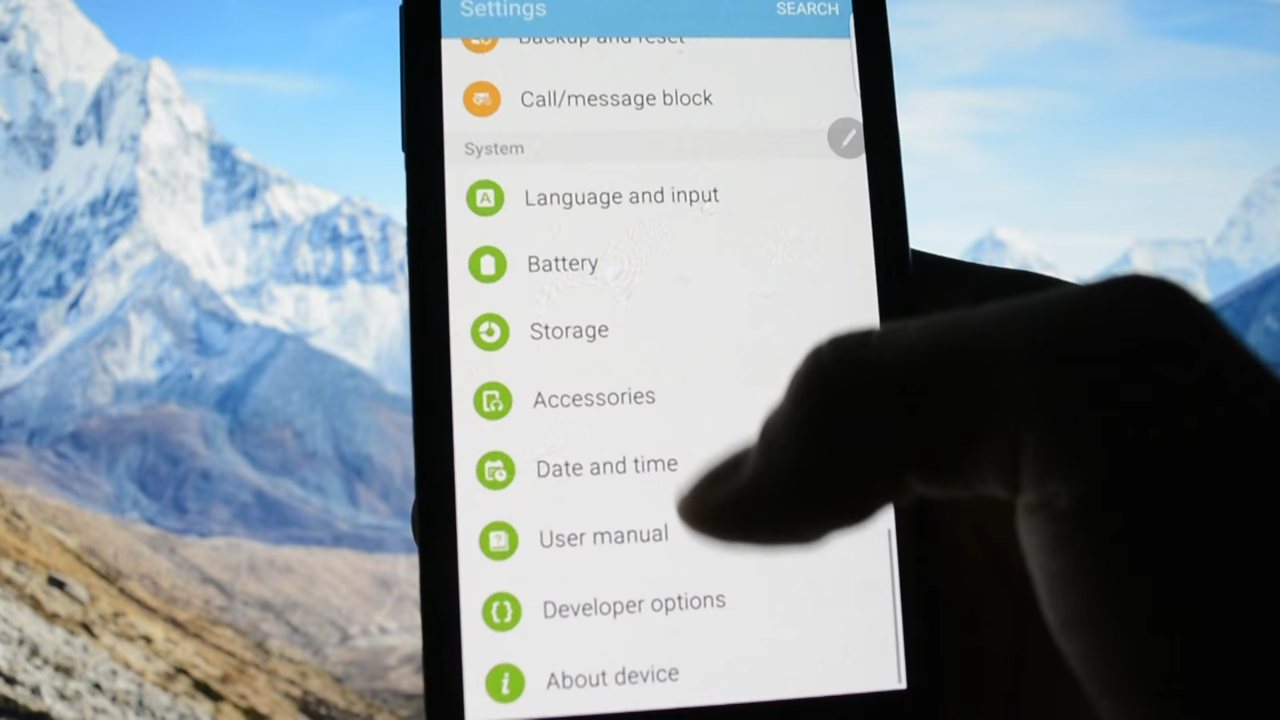 Settings
SEARCH
Backup and reset
Call/message block
System
Language and input
Battery
Storage
Accessories
Date and time
User manual
Developer options
About device